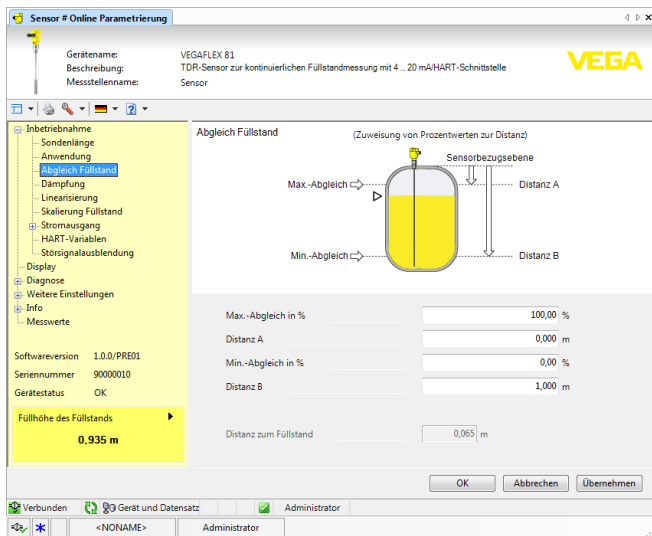 Sensor # Online Parametrierung
Gerätename: VEGAFLEX 81
Beschreibung: TDR-Sensor zur kontinuierlichen Füllstandmessung mit 4 .. 20 mA/HART-Schnittstelle
Messstellenname: Sensor
VEGA
Inbetriebnahme
Sondenlänge
Anwendung
Abgleich Füllstand
Dämpfung
Linearisierung
Skalierung Füllstand
Stromausgang
HART-Variablen
Störsignalausblendung
Display
Diagnose
Weitere Einstellungen
Info
Messwerte
Softwareversion 1.0.0/PRE01
Seriennummer 90000010
Gerätestatus OK
Füllhöhe des Füllstands
0,935 m
Abgleich Füllstand
(Zuweisung von Prozentwerten zur Distanz)
Sensorbezugsebene
Max.-Abgleich
Distanz A
Min.-Abgleich
Distanz B
Max.-Abgleich in % 100,00 %
Distanz A 0,000 m
Min.-Abgleich in % 0,00 %
Distanz B 1,000 m
Distanz zum Füllstand 0,065 m
OK Abbrechen Übernehmen
Verbunden Gerät und Datensatz Administrator
<NONAME> Administrator